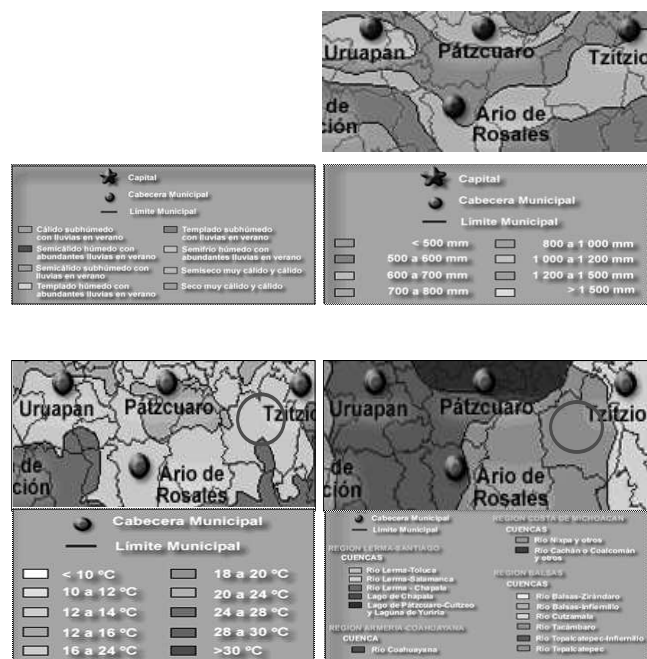 Uruapan Pátzcuaro Tzitzio
de Ario de
ción Rosales
Capital
Cabecera Municipal
Límite Municipal
Cálido subhúmedo
con lluvias en verano
Semicálido húmedo con
abundantes lluvias en verano
Semicálido subhúmedo con
lluvias en verano
Templado húmedo con
abundantes lluvias en verano
Templado subhúmedo
con lluvias en verano
Semifrío húmedo con
abundantes lluvias en verano
Semiseco muy cálido y cálido
Seco muy cálido y cálido
Capital
Cabecera Municipal
Límite Municipal
< 500 mm
500 a 600 mm
600 a 700 mm
700 a 800 mm
800 a 1 000 mm
1 000 a 1 200 mm
1 200 a 1 500 mm
> 1 500 mm
Uruapan Pátzcuaro Tzitzio
de Ario de
ción Rosales
Cabecera Municipal
Límite Municipal
< 10 ºC
10 a 12 ºC
12 a 14 ºC
12 a 16 ºC
16 a 24 ºC
18 a 20 ºC
20 a 24 ºC
24 a 28 ºC
28 a 30 ºC
>30 ºC
Uruapan Pátzcuaro Tzitzio
de Ario de
ción Rosales
Cabecera Municipal
Límite Municipal
REGION LERMA-SANTIAGO
CUENCAS
Río Lerma-Toluca
Río Lerma-Salamanca
Río Lerma - Chapala
Lago de Chapala
Lago de Pátzcuaro-Cuitzeo
y Laguna de Yuriria
REGION ARMERIA-COAHUAYANA
CUENCA
Río Coahuayana
REGION COSTA DE MICHOACAN
CUENCAS
Río Nixpa y otros
Río Cachán o Coalcomán
y otros
REGION BALSAS
CUENCAS
Río Balsas-Zirándaro
Río Balsas-Infiernillo
Río Cutzamala
Río Tacámbaro
Río Topalcatepec-Infiernillo
Río Topalcatepec